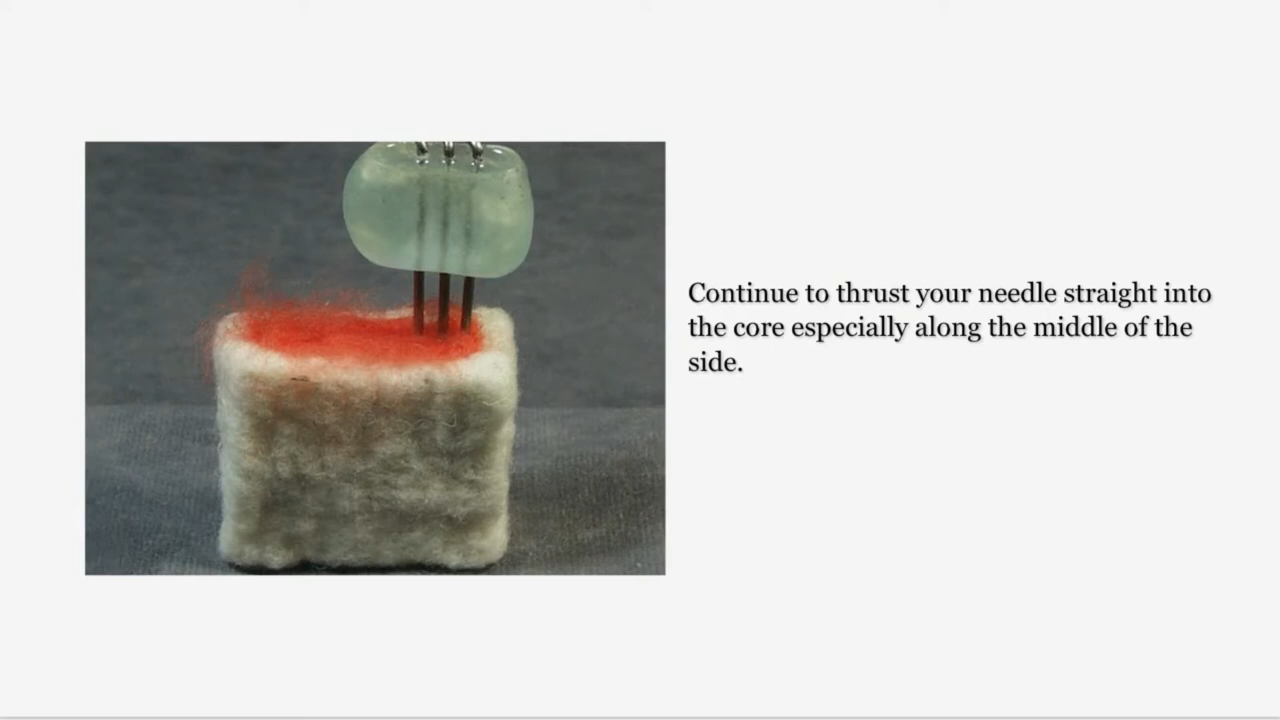 Continue to thrust your needle straight into
the core especially along the middle of the
side.